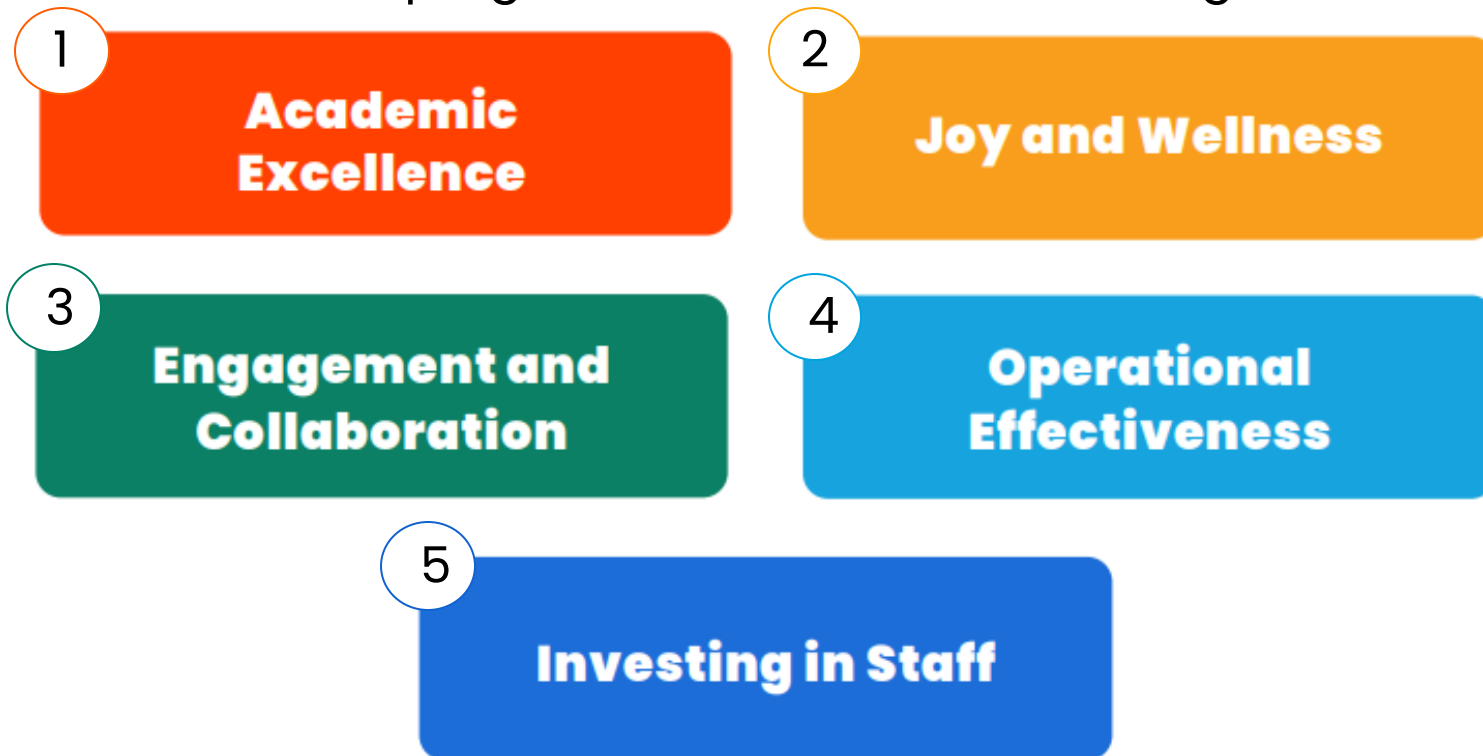 1
Academic
Excellence
2
Joy and Wellness
3
Engagement and
Collaboration
4
Operational
Effectiveness
5
Investing in Staff